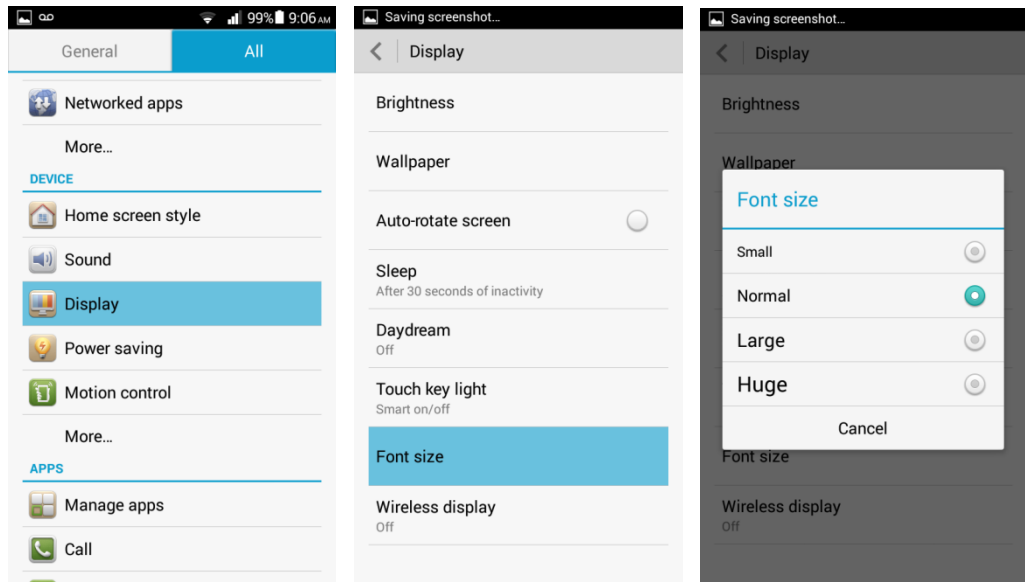 99% 9:06 AM
General
All
Networked apps
More...
DEVICE
Home screen style
Sound
Display
Power saving
Motion control
More...
APPS
Manage apps
Call
Saving screenshot...
Display
Brightness
Wallpaper
Auto-rotate screen
Sleep
After 30 seconds of inactivity
Daydream
Off
Touch key light
Smart on/off
Font size
Wireless display
Off
Saving screenshot...
Display
Brightness
Wallpaper
Font size
Small
Normal
Large
Huge
Cancel
Font size
Wireless display
Off